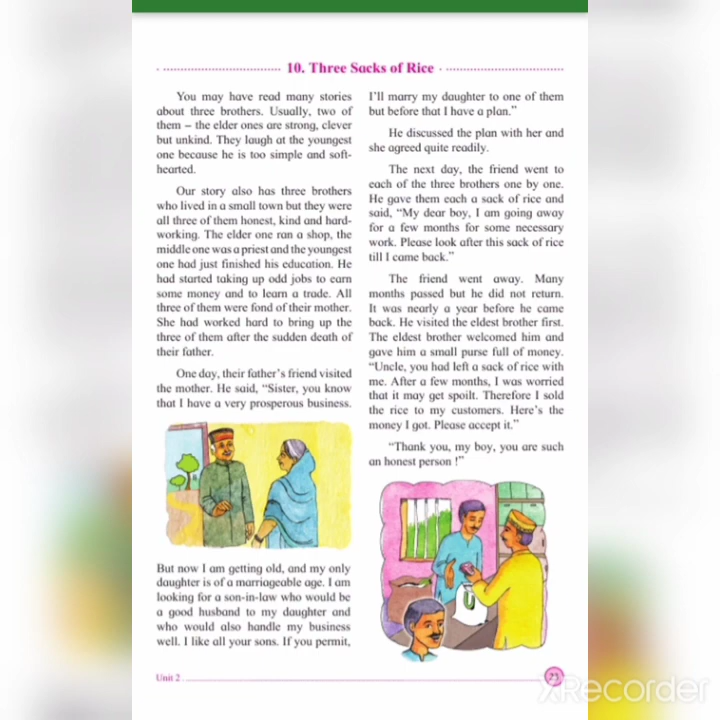 10. Three Sacks of Rice
You may have read many stories
about three brothers. Usually, two of
them – the elder ones are strong, clever
but unkind. They laugh at the youngest
one because he is too simple and soft-
hearted.
Our story also has three brothers
who lived in a small town but they were
all three of them honest, kind and hard-
working. The elder one ran a shop, the
middle one was a priest and the youngest
one had just finished his education. He
had started taking up odd jobs to earn
some money and to learn a trade. All
three of them were fond of their mother.
She had worked hard to bring up the
three of them after the sudden death of
their father.
One day, their father's friend visited
the mother. He said, “Sister, you know
that I have a very prosperous business.
But now I am getting old, and my only
daughter is of a marriageable age. I am
looking for a son-in-law who would be
a good husband to my daughter and
who would also handle my business
well. I like all your sons. If you permit,
I'll marry my daughter to one of them
but before that I have a plan.”
He discussed the plan with her and
she agreed quite readily.
The next day, the friend went to
each of the three brothers one by one.
He gave them each a sack of rice and
said, “My dear boy, I am going away
for a few months for some necessary
work. Please look after this sack of rice
till I came back.”
The friend went away. Many
months passed but he did not return.
It was nearly a year before he came
back. He visited the eldest brother first.
The eldest brother welcomed him and
gave him a small purse full of money.
“Uncle, you had left a sack of rice with
me. After a few months, I was worried
that it may get spoilt. Therefore I sold
the rice to my customers. Here's the
money I got. Please accept it.”
“Thank you, my boy, you are such
an honest person !”
Unit 2
23
XRecorder